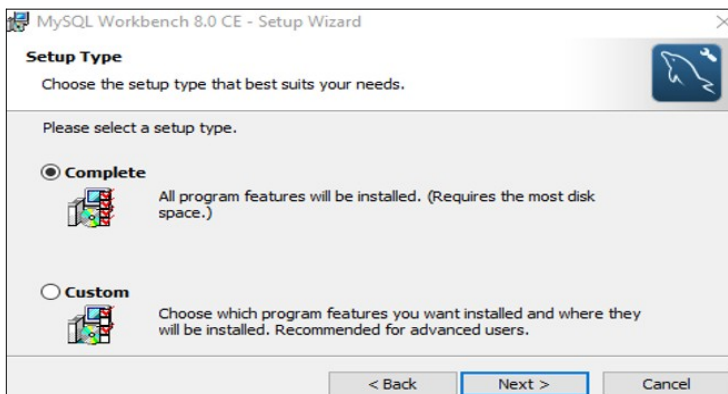 MySQL Workbench 8.0 CE - Setup Wizard
Setup Type
Choose the setup type that best suits your needs.
Please select a setup type.
Complete
All program features will be installed. (Requires the most disk
space.)
Custom
Choose which program features you want installed and where they
will be installed. Recommended for advanced users.
< Back Next > Cancel